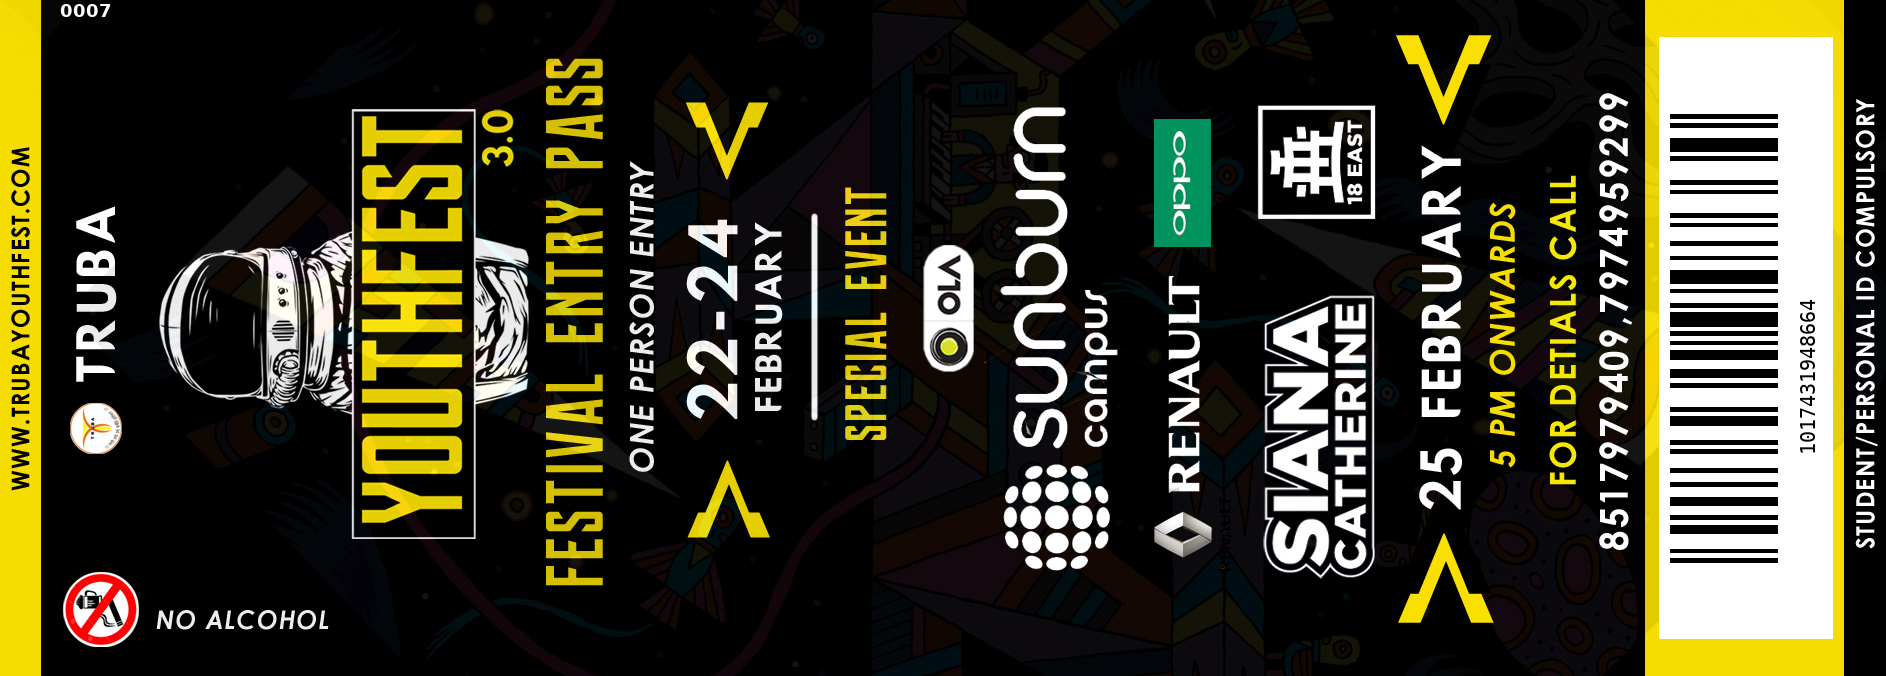 0007
WWW.TRUBAYOUTHFEST.COM
TRUBA
NO ALCOHOL
YOUTHFEST
3.0
FESTIVAL ENTRY PASS
ONE PERSON ENTRY
22-24
FEBRUARY
SPECIAL EVENT
OLA
sunburn
campus
RENAULT
oppo
SIANA
CATHERINE
18 EAST
25 FEBRUARY
5 PM ONWARDS
FOR DETIALS CALL
8517979409,7974959299
1017431948664
STUDENT/PERSONAL ID COMPULSORY